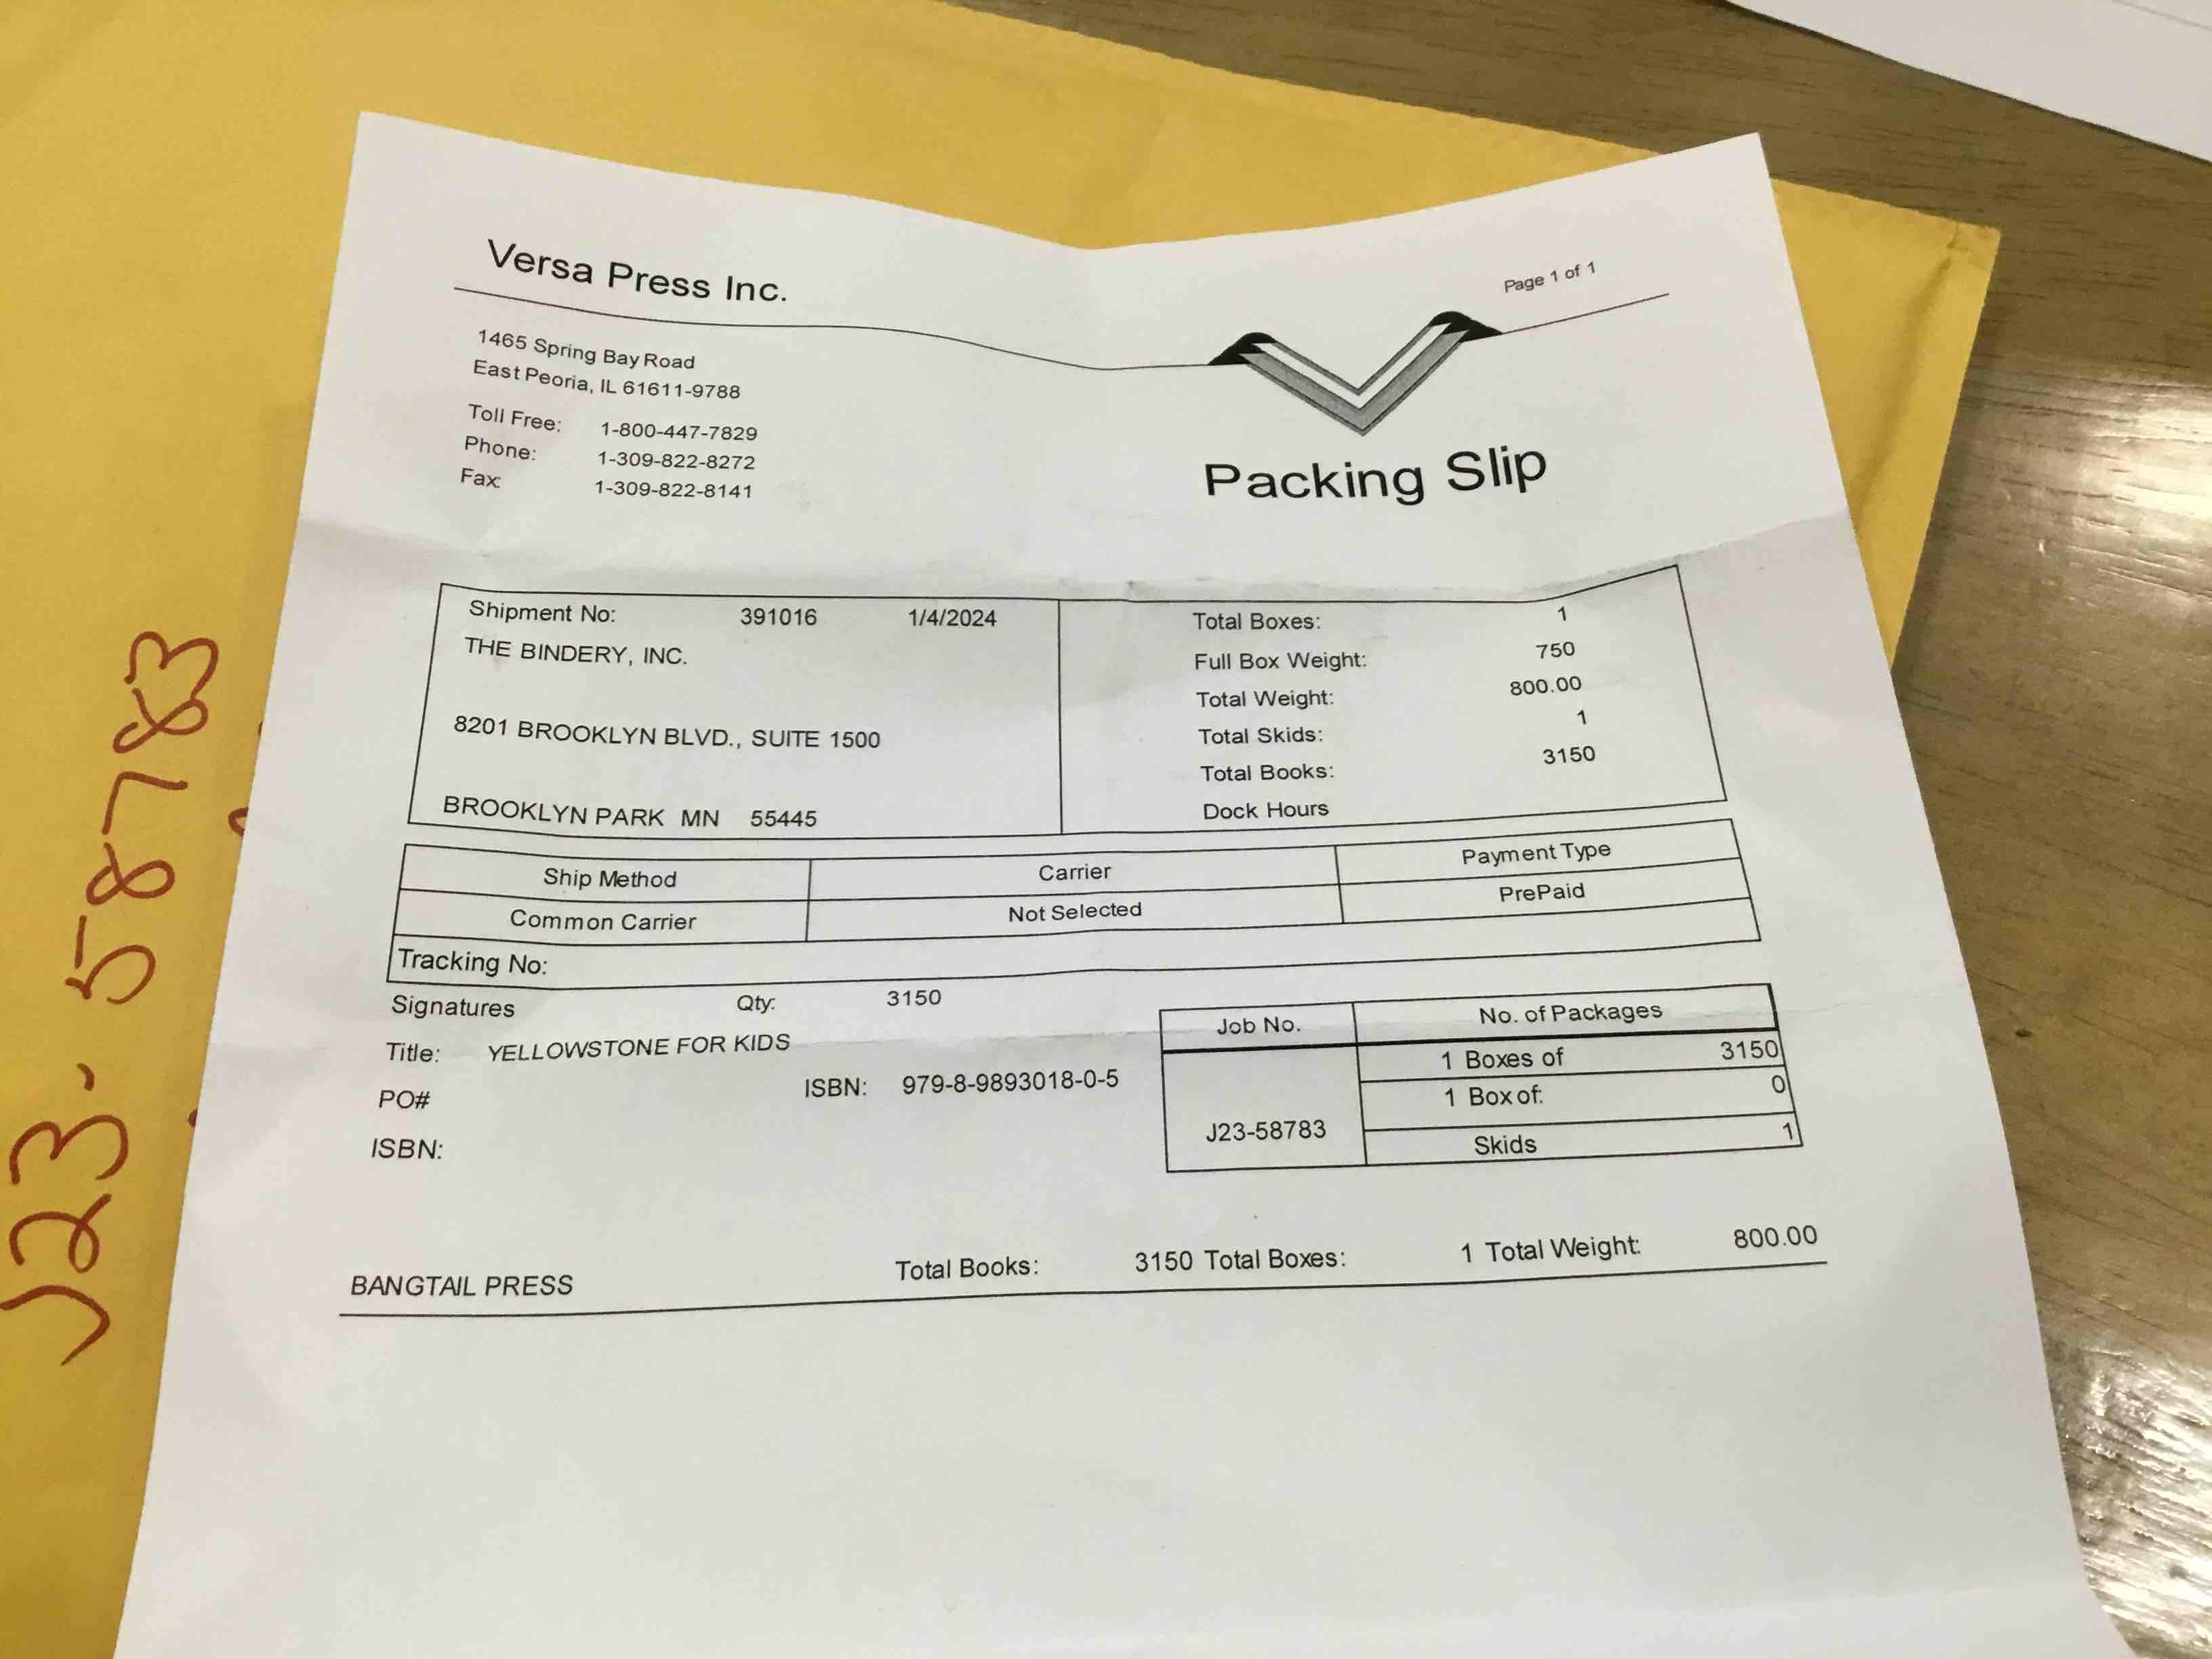 Versa Press Inc.
Page 1 of 1
1465 Spring Bay Road
East Peoria, IL 61611-9788
Toll Free: 1-800-447-7829
Phone: 1-309-822-8272
Fax: 1-309-822-8141
Packing Slip
Shipment No: 391016 1/4/2024
THE BINDERY, INC.
8201 BROOKLYN BLVD., SUITE 1500
BROOKLYN PARK MN 55445
Total Boxes: 1
Full Box Weight: 750
Total Weight: 800.00
Total Skids: 1
Total Books: 3150
Dock Hours
Ship Method Carrier Payment Type
Common Carrier Not Selected PrePaid
Tracking No:
Signatures Qty: 3150
Title: YELLOWSTONE FOR KIDS
PO# ISBN: 979-8-9893018-0-5
ISBN:
Job No. No. of Packages
J23-58783
1 Boxes of 3150
1 Box of: 0
Skids 1
BANGTAIL PRESS Total Books: 3150 Total Boxes: 1 Total Weight: 800.00
J23-58783